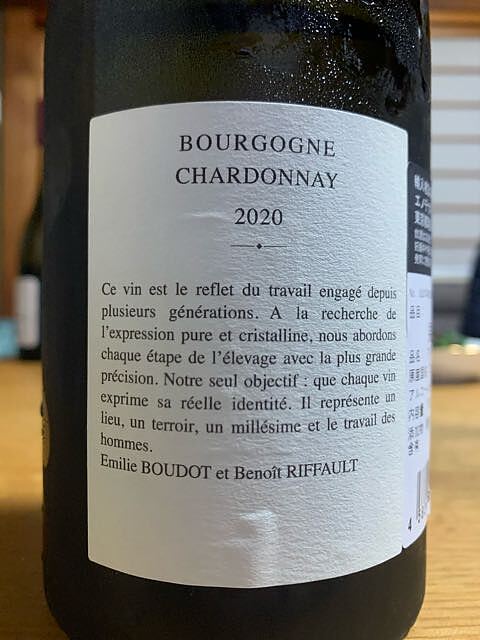 BOURGOGNE
CHARDONNAY
2020
Ce vin est le reflet du travail engagé depuis
plusieurs générations. A la recherche de
l'expression pure et cristalline, nous abordons
chaque étape de l'élevage avec la plus grande
précision. Notre seul objectif : que chaque vin
exprime sa réelle identité. Il représente un
lieu, un terroir, un millésime et le travail des
hommes.
Emilie BOUDOT et Benoît RIFFAULT